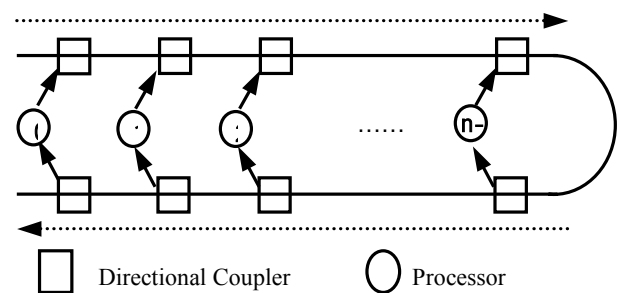 n-
......
Directional Coupler
Processor